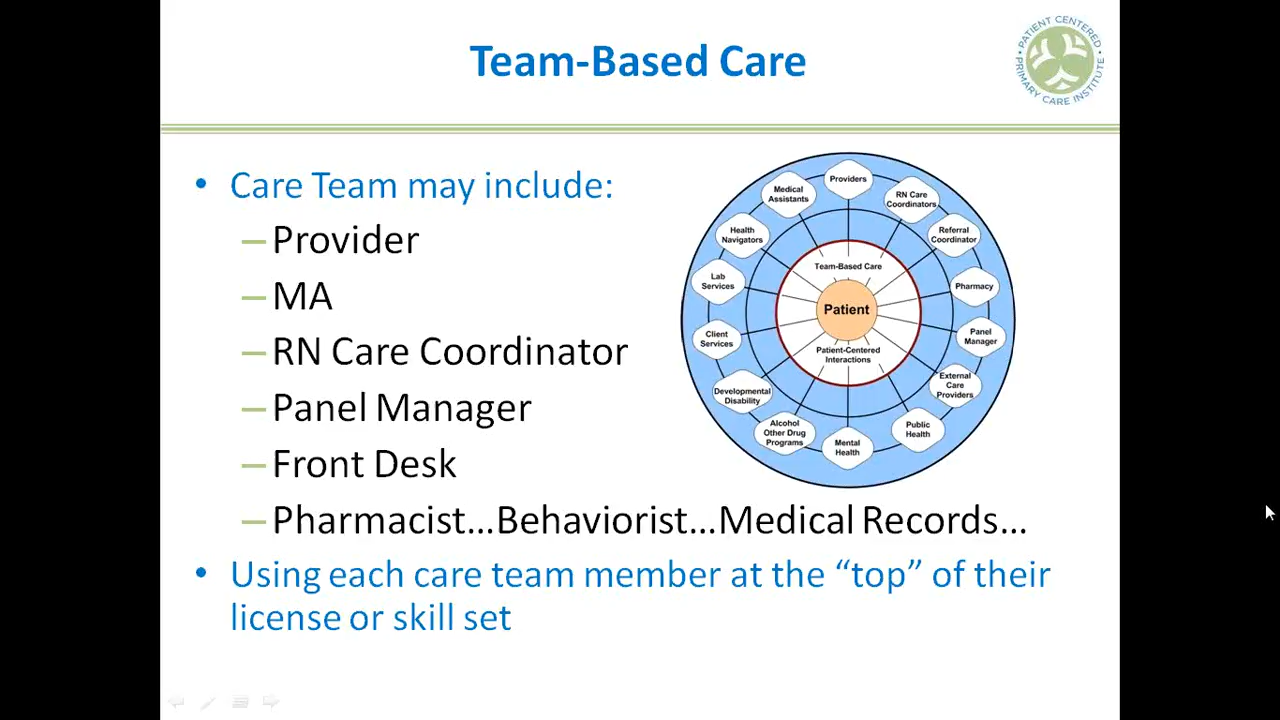 Team-Based Care
PATIENT CENTERED
PRIMARY CARE INSTITUTE
• Care Team may include:
–Provider
–MA
–RN Care Coordinator
–Panel Manager
–Front Desk
–Pharmacist…Behaviorist…Medical Records…
• Using each care team member at the “top” of their
license or skill set
Providers
RN Care
Coordinators
Referral
Coordinator
Pharmacy
Panel
Manager
External
Care
Providers
Public
Health
Mental
Health
Alcohol
Other Drug
Programs
Developmental
Disability
Client
Services
Lab
Services
Health
Navigators
Medical
Assistants
Team-Based Care
Patient
Patient-Centered
Interactions